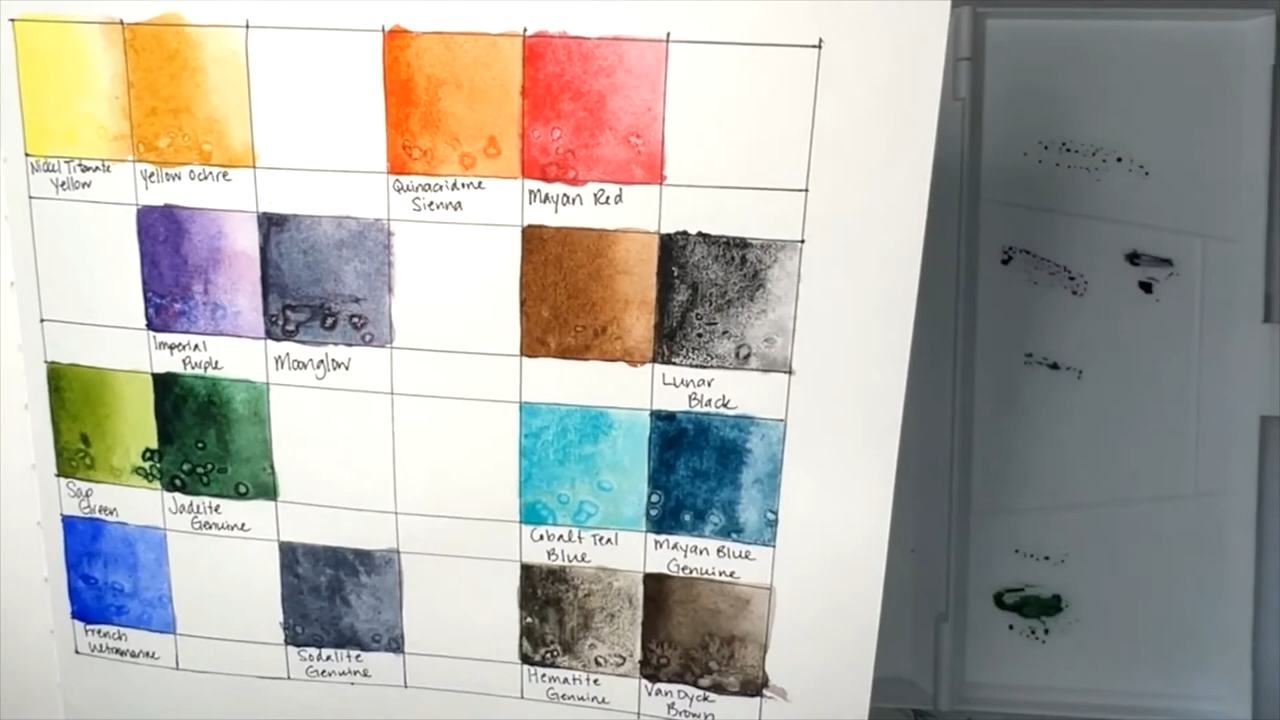 Nickel Titanate
Yellow
Yellow Ochre
Quinacridone
Sienna
Mayan Red
Imperial
Purple
Moonglow
Lunar
Black
Sap
Green
Jadeite
Genuine
Cobalt Teal
Blue
Mayan Blue
Genuine
French
Ultramarine
Sodalite
Genuine
Hematite
Genuine
Van Dyck
Brown